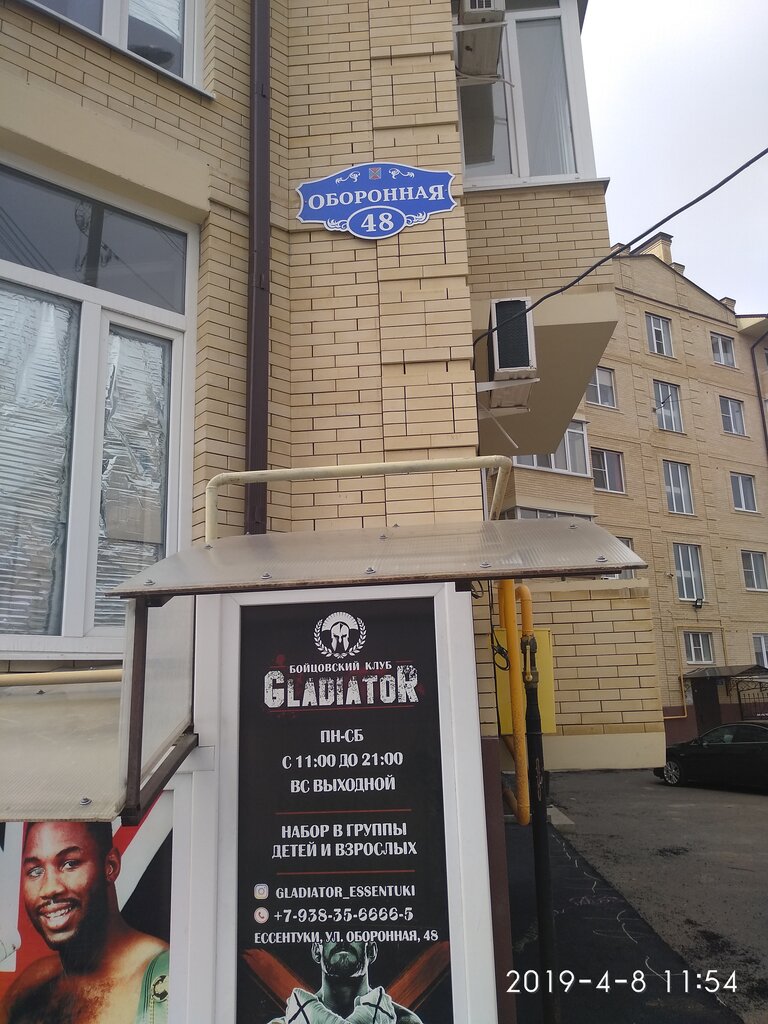 ОБОРОННАЯ
48
БОЙЦОВСКИЙ КЛУБ
GLADIATOR
ПН-СБ
С 11:00 ДО 21:00
ВС ВЫХОДНОЙ
НАБОР В ГРУППЫ
ДЕТЕЙ И ВЗРОСЛЫХ
GLADIATOR_ESSENTUKI
+7-938-35-6666-5
ЕССЕНТУКИ, УЛ. ОБОРОННАЯ, 48
2019-4-8 11:54